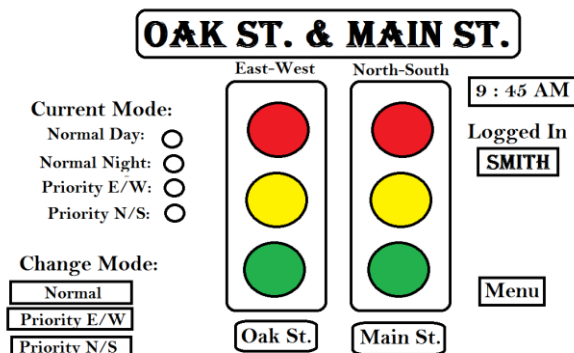 OAK ST. & MAIN ST.
East-West
North-South
9 : 45 AM
Current Mode:
Normal Day:
Normal Night:
Priority E/W:
Priority N/S:
Logged In
SMITH
Change Mode:
Normal
Priority E/W
Priority N/S
Menu
Oak St.
Main St.